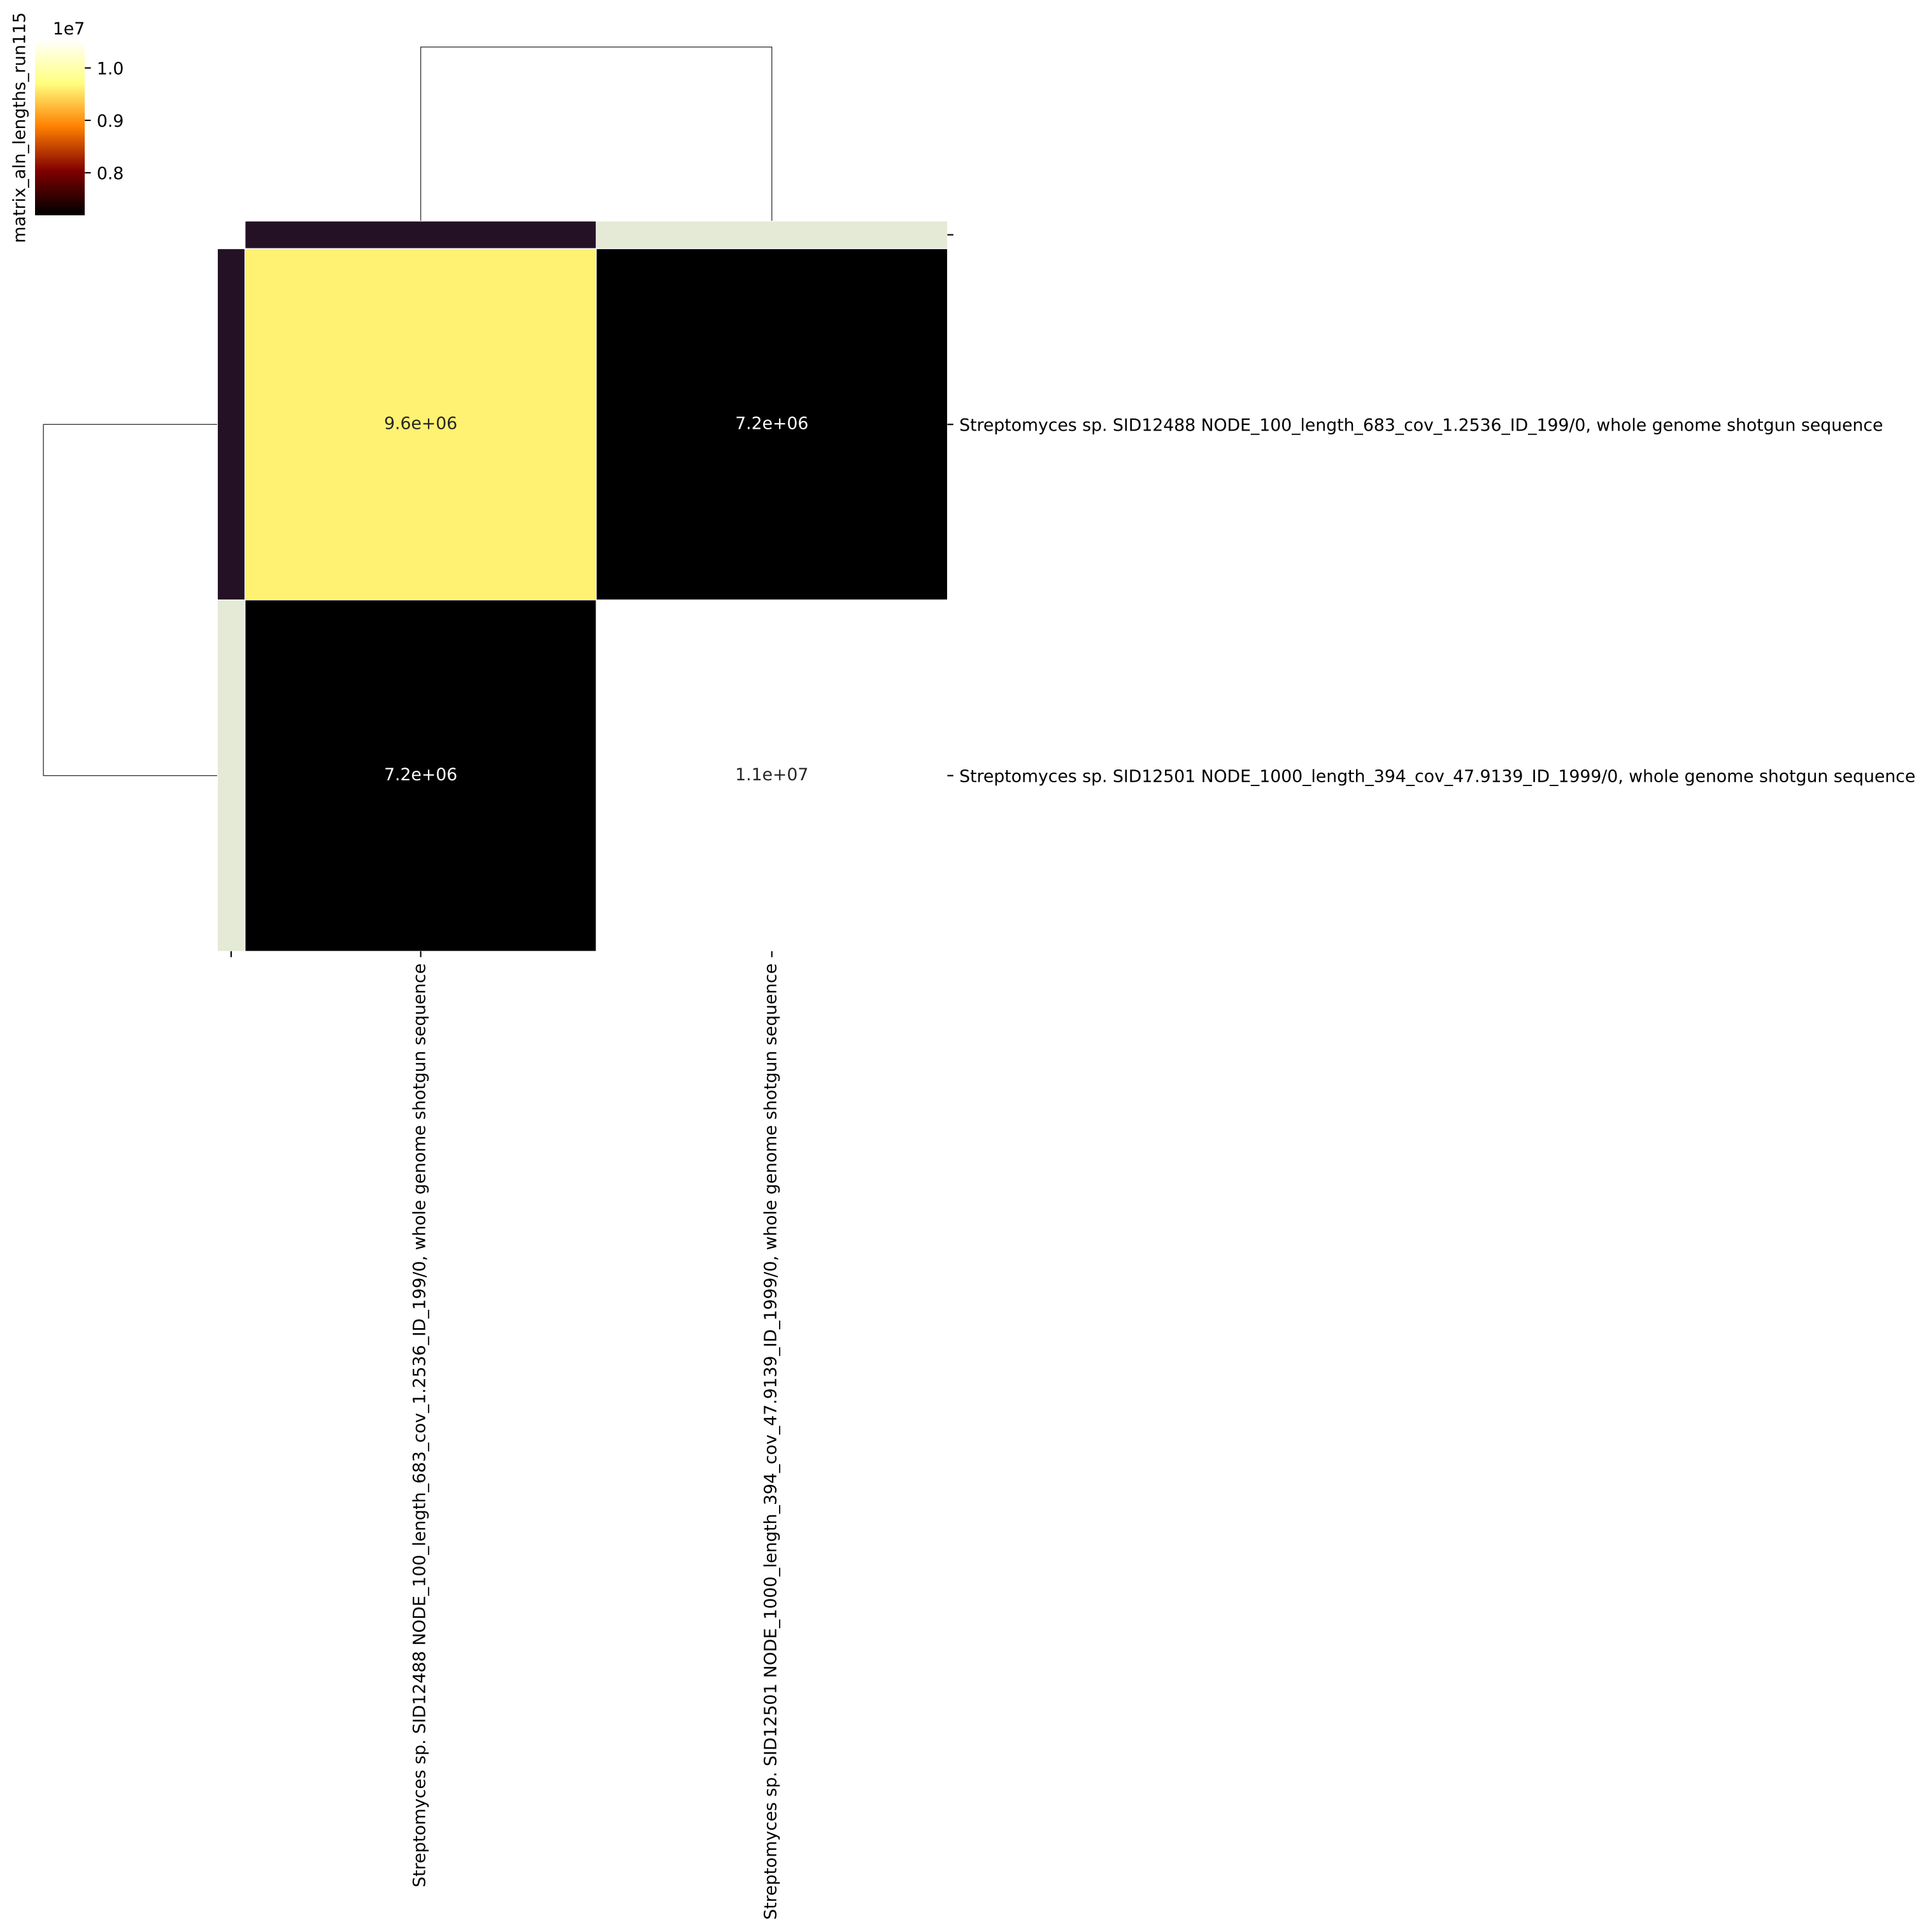 matrix_aln_lengths_run115
1e7
1.0
0.9
0.8
9.6e+06
7.2e+06
Streptomyces sp. SID12488 NODE_100_length_683_cov_1.2536_ID_199/0, whole genome shotgun sequence
7.2e+06
1.1e+07
Streptomyces sp. SID12501 NODE_1000_length_394_cov_47.9139_ID_1999/0, whole genome shotgun sequence
Streptomyces sp. SID12488 NODE_100_length_683_cov_1.2536_ID_199/0, whole genome shotgun sequence
Streptomyces sp. SID12501 NODE_1000_length_394_cov_47.9139_ID_1999/0, whole genome shotgun sequence